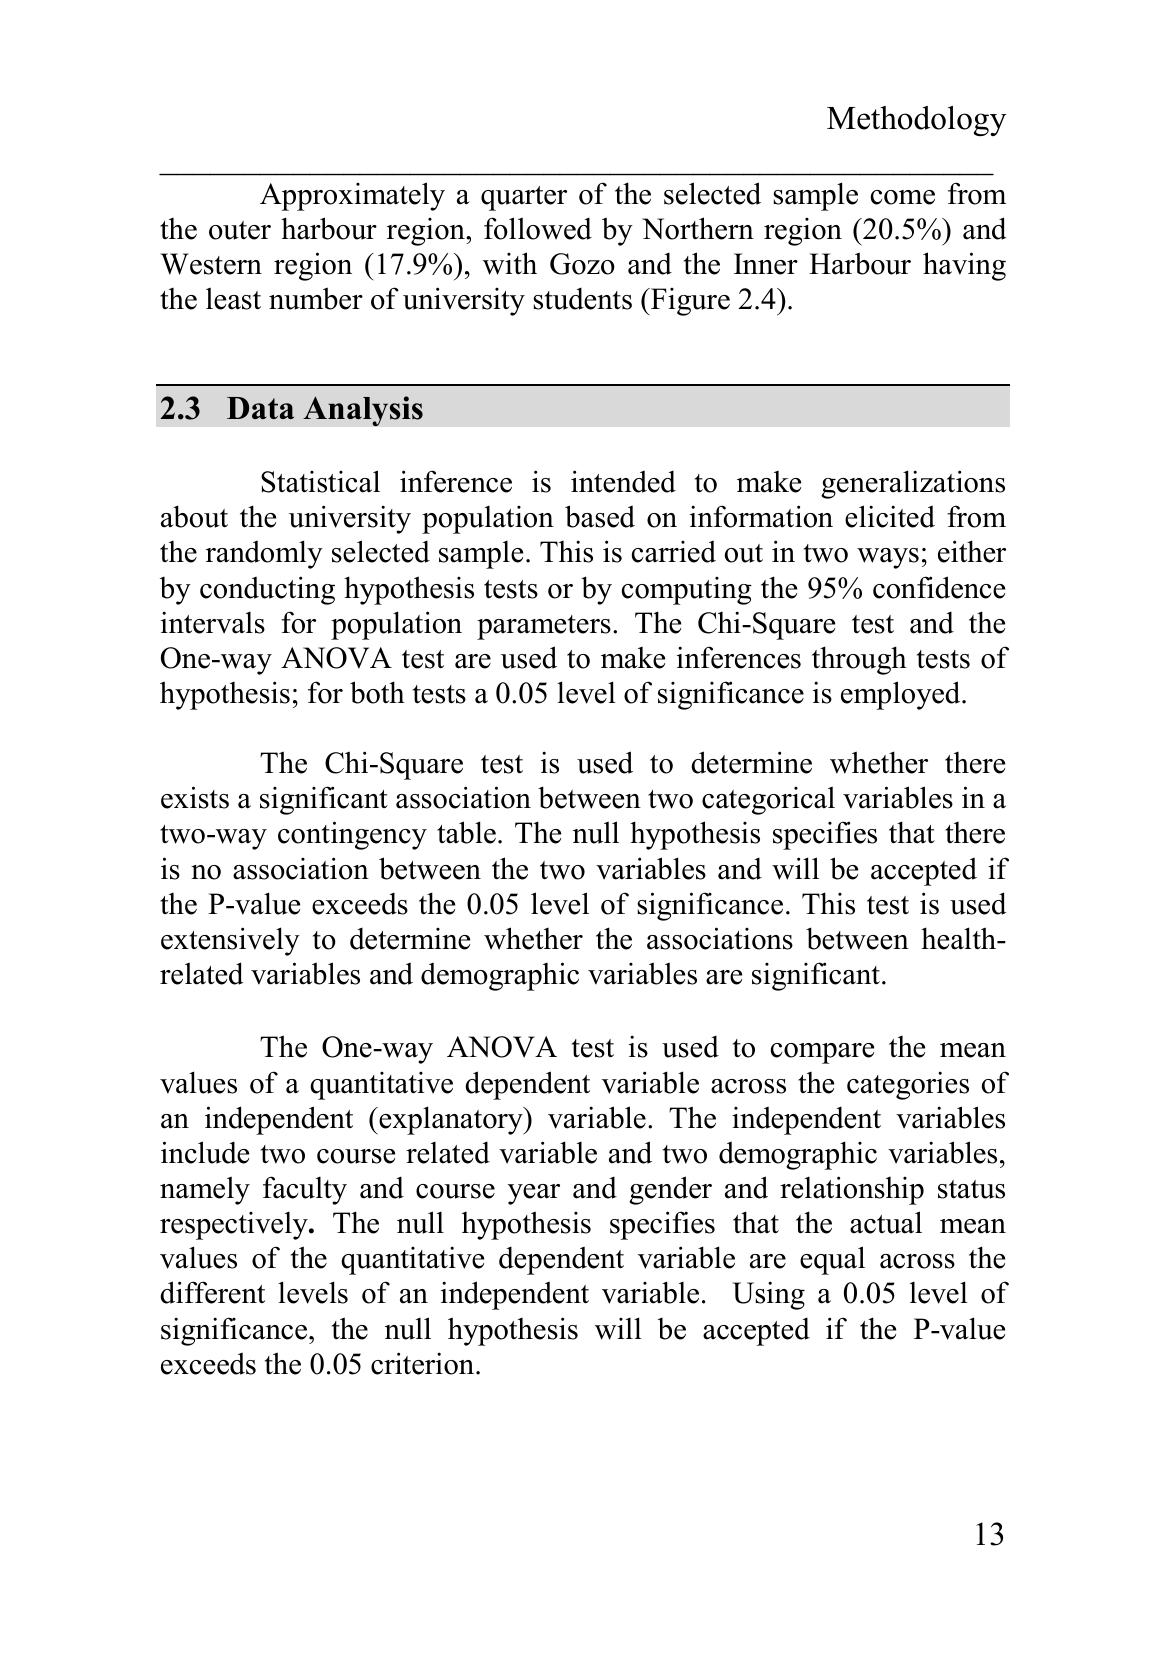 Methodology
Approximately a quarter of the selected sample come from
the outer harbour region, followed by Northern region (20.5%) and
Western region (17.9%), with Gozo and the Inner Harbour having
the least number of university students (Figure 2.4).
2.3 Data Analysis
Statistical inference is intended to make generalizations
about the university population based on information elicited from
the randomly selected sample. This is carried out in two ways; either
by conducting hypothesis tests or by computing the 95% confidence
intervals for population parameters. The Chi-Square test and the
One-way ANOVA test are used to make inferences through tests of
hypothesis; for both tests a 0.05 level of significance is employed.
The Chi-Square test is used to determine whether there
exists a significant association between two categorical variables in a
two-way contingency table. The null hypothesis specifies that there
is no association between the two variables and will be accepted if
the P-value exceeds the 0.05 level of significance. This test is used
extensively to determine whether the associations between health-
related variables and demographic variables are significant.
The One-way ANOVA test is used to compare the mean
values of a quantitative dependent variable across the categories of
an independent (explanatory) variable. The independent variables
include two course related variable and two demographic variables,
namely faculty and course year and gender and relationship status
respectively. The null hypothesis specifies that the actual mean
values of the quantitative dependent variable are equal across the
different levels of an independent variable. Using a 0.05 level of
significance, the null hypothesis will be accepted if the P-value
exceeds the 0.05 criterion.
13